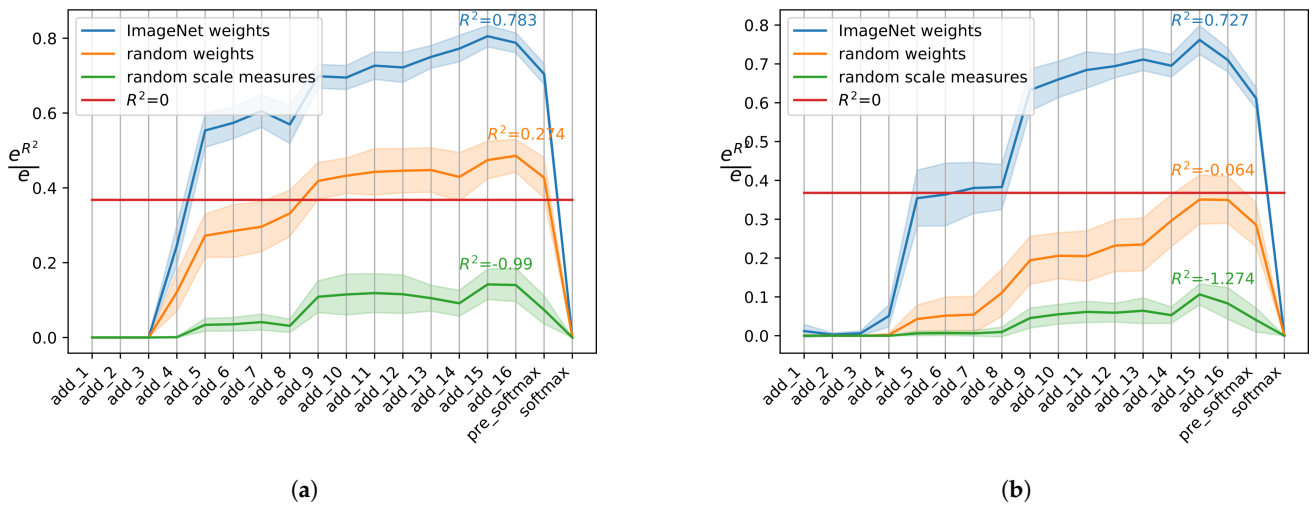 R²=0.783
ImageNet weights
random weights
random scale measures
R²=0
0.8
0.6
0.4
0.2
0.0
e^{R²}
e
R²=0.274
R²=-0.99
add_1
add_2
add_3
add_4
add_5
add_6
add_7
add_8
add_9
add_10
add_11
add_12
add_13
add_14
add_15
add_16
pre_softmax
softmax
(a)
R²=0.727
ImageNet weights
random weights
random scale measures
R²=0
0.8
0.7
0.6
0.5
0.4
0.3
0.2
0.1
0.0
e^{R²}
e
R²=-0.064
R²=-1.274
add_1
add_2
add_3
add_4
add_5
add_6
add_7
add_8
add_9
add_10
add_11
add_12
add_13
add_14
add_15
add_16
pre_softmax
softmax
(b)